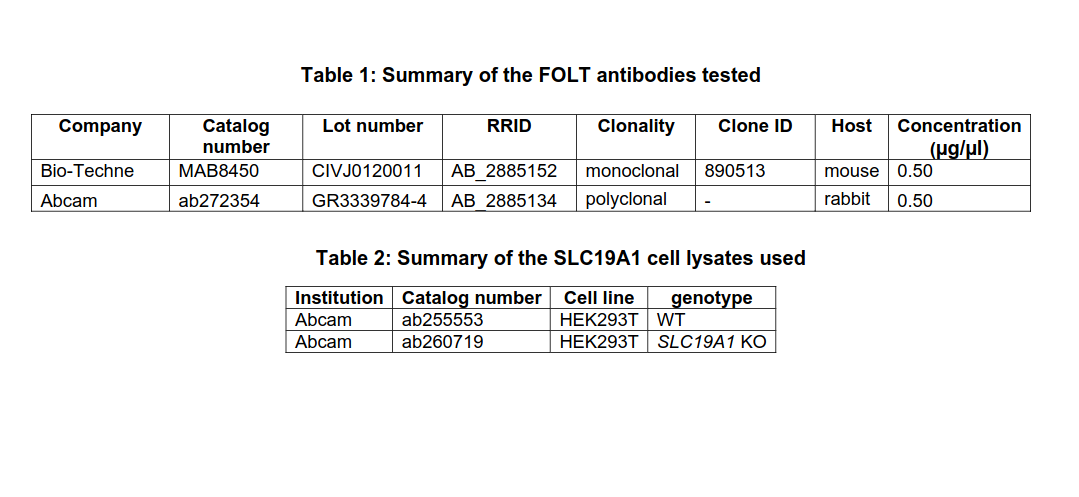 Table 1: Summary of the FOLT antibodies tested
Company Catalog number Lot number RRID Clonality Clone ID Host Concentration (µg/µl)
Bio-Techne MAB8450 CIVJ0120011 AB_2885152 monoclonal 890513 mouse 0.50
Abcam ab272354 GR3339784-4 AB_2885134 polyclonal - rabbit 0.50
Table 2: Summary of the SLC19A1 cell lysates used
Institution Catalog number Cell line genotype
Abcam ab255553 HEK293T WT
Abcam ab260719 HEK293T SLC19A1 KO